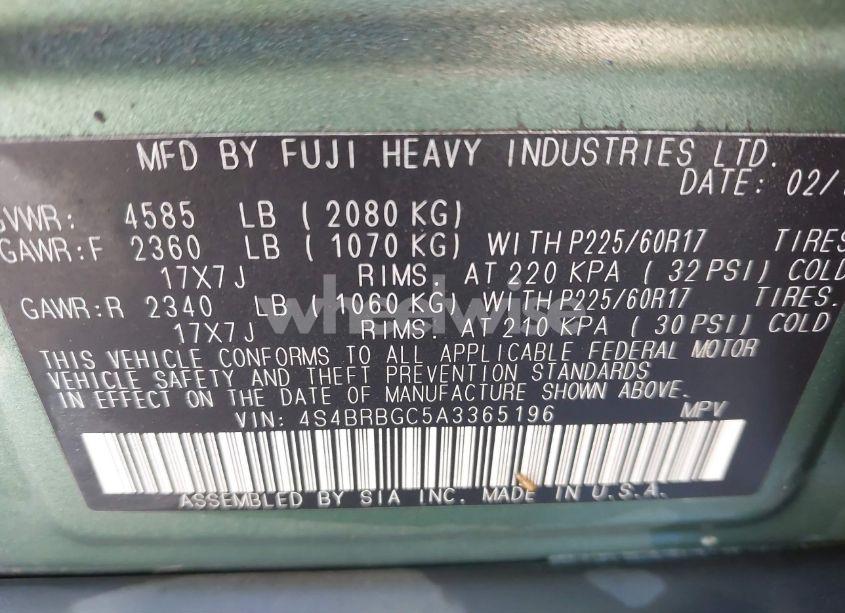 MFD BY FUJI HEAVY INDUSTRIES LTD.
DATE: 02/
GVWR: 4585 LB ( 2080 KG)
GAWR:F 2360 LB ( 1070 KG) WITH P225/60R17 TIRES
17X7J RIMS. AT 220 KPA ( 32 PSI) COLD
GAWR:R 2340 LB ( 1060 KG) WITH P225/60R17 TIRES.
17X7J RIMS. AT 210 KPA ( 30 PSI) COLD
wheelwise
THIS VEHICLE CONFORMS TO ALL APPLICABLE FEDERAL MOTOR
VEHICLE SAFETY AND THEFT PREVENTION STANDARDS
IN EFFECT ON THE DATE OF MANUFACTURE SHOWN ABOVE.
VIN: 4S4BRBGC5A3365196 MPV
ASSEMBLED BY SIA INC. MADE IN U.S.A.